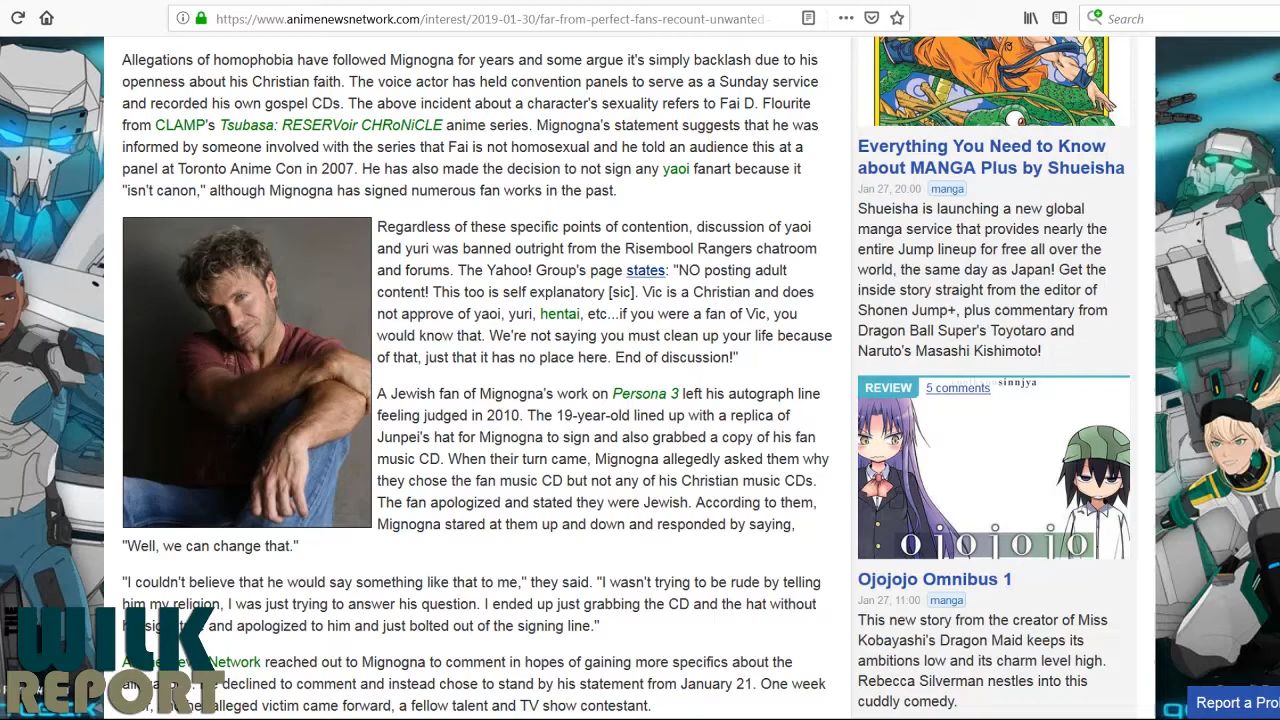 https://www.animenewsnetwork.com/interest/2019-01-30/far-from-perfect-fans-recount-unwanted-
Search
Allegations of homophobia have followed Mignogna for years and some argue it's simply backlash due to his
openness about his Christian faith. The voice actor has held convention panels to serve as a Sunday service
and recorded his own gospel CDs. The above incident about a character's sexuality refers to Fai D. Flourite
from CLAMP's Tsubasa: RESERVoir CHRoNiCLE anime series. Mignogna's statement suggests that he was
informed by someone involved with the series that Fai is not homosexual and he told an audience this at a
panel at Toronto Anime Con in 2007. He has also made the decision to not sign any yaoi fanart because it
"isn't canon," although Mignogna has signed numerous fan works in the past.
Regardless of these specific points of contention, discussion of yaoi
and yuri was banned outright from the Risembool Rangers chatroom
and forums. The Yahoo! Group's page states: "NO posting adult
content! This too is self explanatory [sic]. Vic is a Christian and does
not approve of yaoi, yuri, hentai, etc...if you were a fan of Vic, you
would know that. We're not saying you must clean up your life because
of that, just that it has no place here. End of discussion!"
A Jewish fan of Mignogna's work on Persona 3 left his autograph line
feeling judged in 2010. The 19-year-old lined up with a replica of
Junpei's hat for Mignogna to sign and also grabbed a copy of his fan
music CD. When their turn came, Mignogna allegedly asked them why
they chose the fan music CD but not any of his Christian music CDs.
The fan apologized and stated they were Jewish. According to them,
Mignogna stared at them up and down and responded by saying,
"Well, we can change that."
"I couldn't believe that he would say something like that to me," they said. "I wasn't trying to be rude by telling
him my religion, I was just trying to answer his question. I ended up just grabbing the CD and the hat without
and apologized to him and just bolted out of the signing line."
Network reached out to Mignogna to comment in hopes of gaining more specifics about the
declined to comment and instead chose to stand by his statement from January 21. One week
alleged victim came forward, a fellow talent and TV show contestant.
WILK
REPORT
Everything You Need to Know
about MANGA Plus by Shueisha
Jan 27, 20:00 manga
Shueisha is launching a new global
manga service that provides nearly the
entire Jump lineup for free all over the
world, the same day as Japan! Get the
inside story straight from the editor of
Shonen Jump+, plus commentary from
Dragon Ball Super's Toyotaro and
Naruto's Masashi Kishimoto!
REVIEW 5 comments
ojojojo
Ojojojo Omnibus 1
Jan 27, 11:00 manga
This new story from the creator of Miss
Kobayashi's Dragon Maid keeps its
ambitions low and its charm level high.
Rebecca Silverman nestles into this
cuddly comedy.
Report a Pro